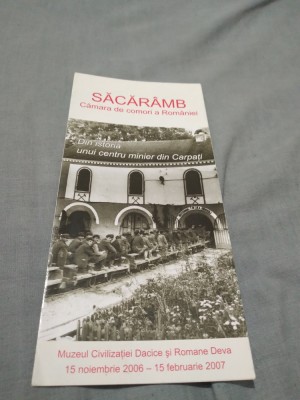 SĂCĂRÂMB
Cămara de comori a României
Din istoria
unui centru minier din Carpați
Muzeul Civilizației Dacice și Romane Deva
15 noiembrie 2006 – 15 februarie 2007